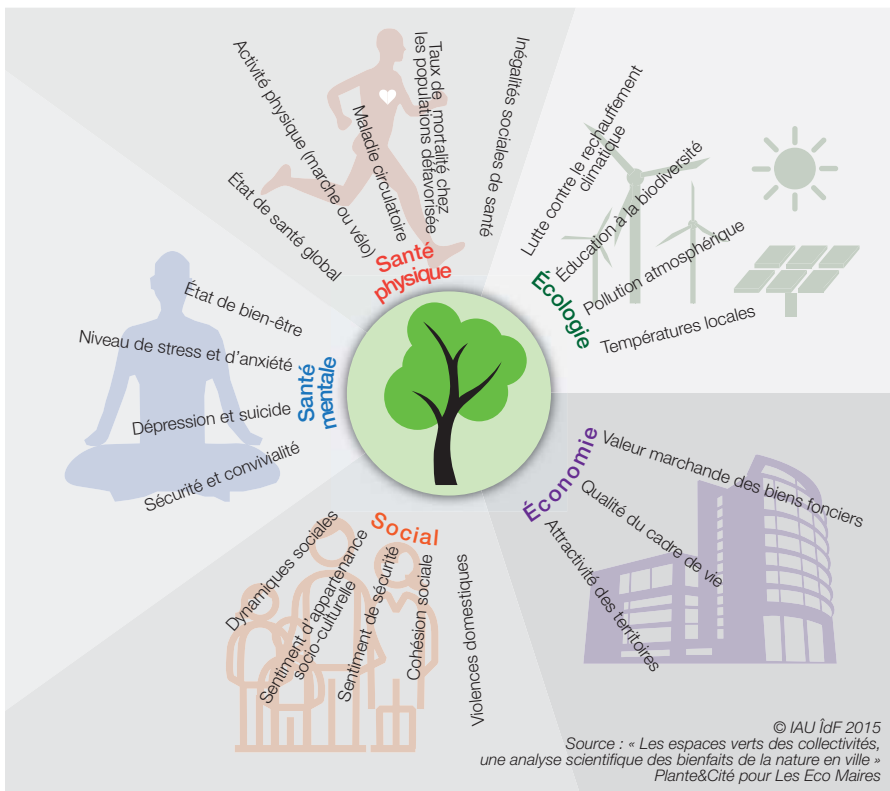 Santé
physique
État de santé global
Activité physique (marche ou vélo)
Maladie circulatoire
Taux de mortalité chez
les populations défavorisée
Inégalités sociales de santé
Écologie
Lutte contre le rechauffement
climatique
Éducation à la biodiversité
Pollution atmosphérique
Températures locales
Économie
Valeur marchande des biens fonciers
Qualité du cadre de vie
Attractivité des territoires
Social
Violences domestiques
Cohésion sociale
Sentiment de sécurité
Sentiment d'appartenance
socio-culturelle
Dynamiques sociales
Santé
mentale
Sécurité et convivialité
Dépression et suicide
Niveau de stress et d'anxiété
État de bien-être
© IAU ÎdF 2015
Source : « Les espaces verts des collectivités,
une analyse scientifique des bienfaits de la nature en ville »
Plante&Cité pour Les Eco Maires